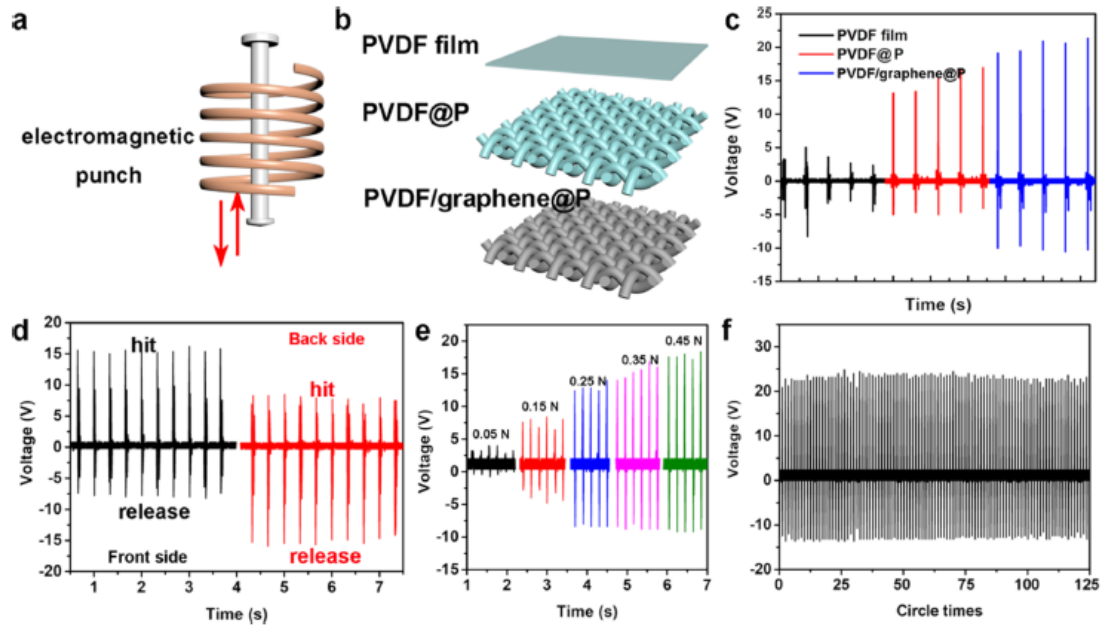 a
electromagnetic
punch
b
PVDF film
PVDF@P
PVDF/graphene@P
c
PVDF film
PVDF@P
PVDF/graphene@P
25
20
15
10
5
0
5
-10
-15
Voltage (V)
Time (s)
d
20
15
10
5
0
-5
-10
-15
-20
Voltage (V)
hit
release
Front side
Back side
hit
release
1 2 3 4 5 6 7
Time (s)
e
20
15
10
5
0
-5
-10
-15
Voltage (V)
0.05 N
0.15 N
0.25 N
0.35 N
0.45 N
1 2 3 4 5 6 7
Time (s)
f
30
20
10
0
-10
-20
Voltage (V)
0 25 50 75 100 125
Circle times